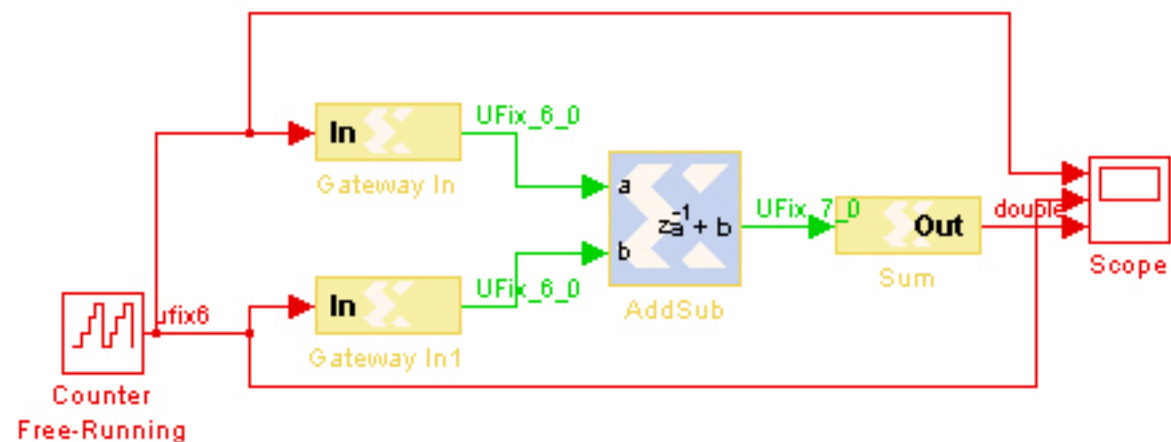 UFix_6_0
In
Gateway In
a
z-1
a + b
b
UFix_7_0
Out
Sum
double
Scope
AddSub
UFix_6_0
In
Gateway In1
ufix6
Counter
Free-Running